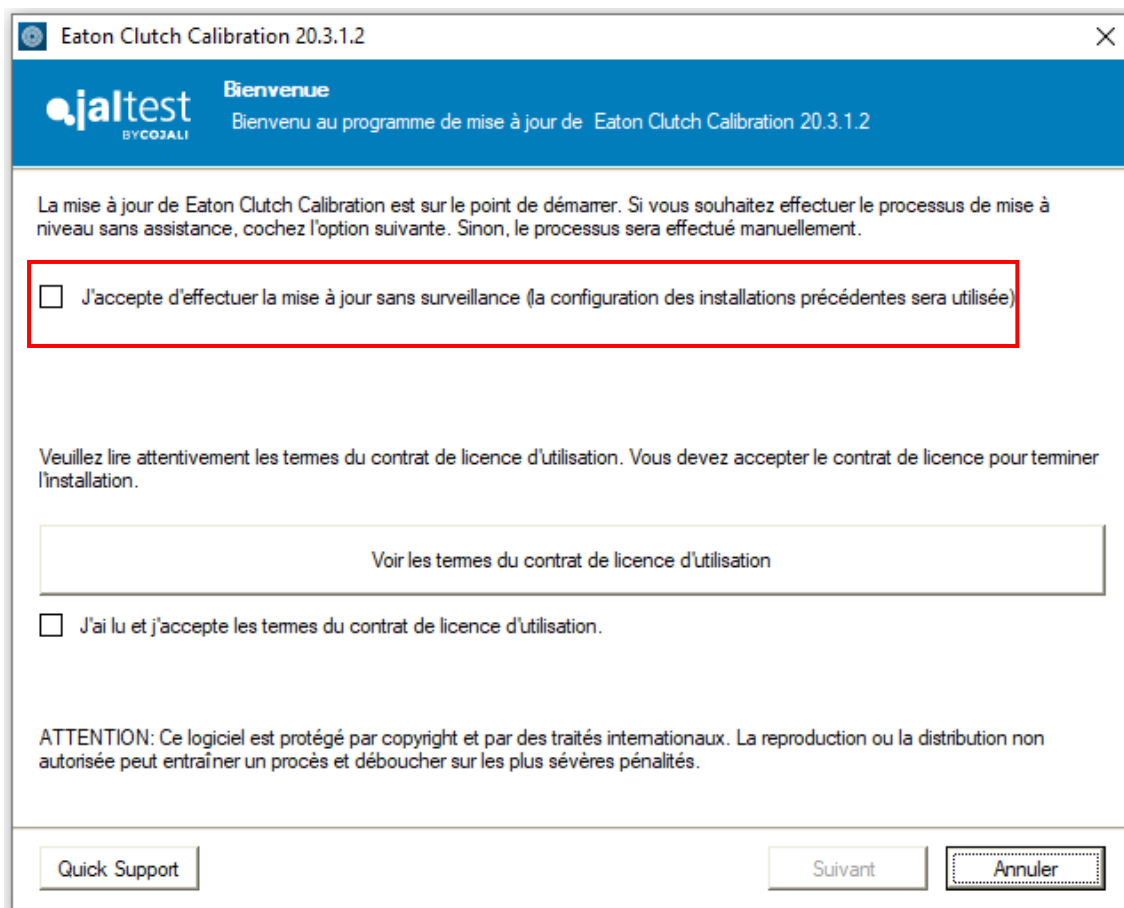 Eaton Clutch Calibration 20.3.1.2
jaltest
BY COJALI
Bienvenue
Bienvenu au programme de mise à jour de Eaton Clutch Calibration 20.3.1.2
La mise à jour de Eaton Clutch Calibration est sur le point de démarrer. Si vous souhaitez effectuer le processus de mise à
niveau sans assistance, cochez l'option suivante. Sinon, le processus sera effectué manuellement.
J'accepte d'effectuer la mise à jour sans surveillance (la configuration des installations précédentes sera utilisée)
Veuillez lire attentivement les termes du contrat de licence d'utilisation. Vous devez accepter le contrat de licence pour terminer
l'installation.
Voir les termes du contrat de licence d'utilisation
J'ai lu et j'accepte les termes du contrat de licence d'utilisation.
ATTENTION: Ce logiciel est protégé par copyright et par des traités internationaux. La reproduction ou la distribution non
autorisée peut entraîner un procès et déboucher sur les plus sévères pénalités.
Quick Support
Suivant
Annuler